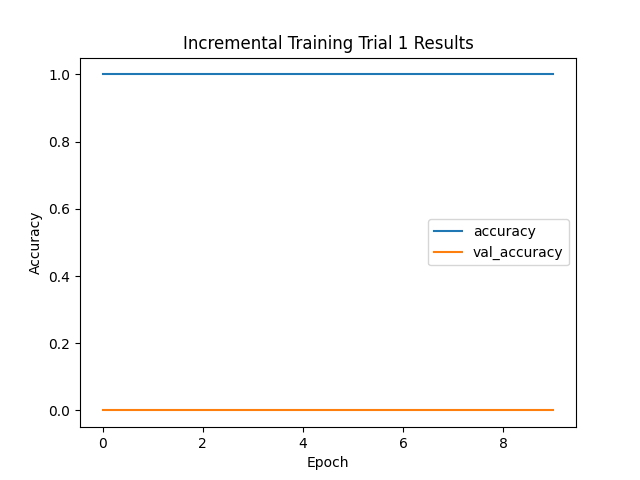 Incremental Training Trial 1 Results
1.0
0.8
0.6
0.4
0.2
0.0
Accuracy
accuracy
val_accuracy
0 2 4 6 8
Epoch